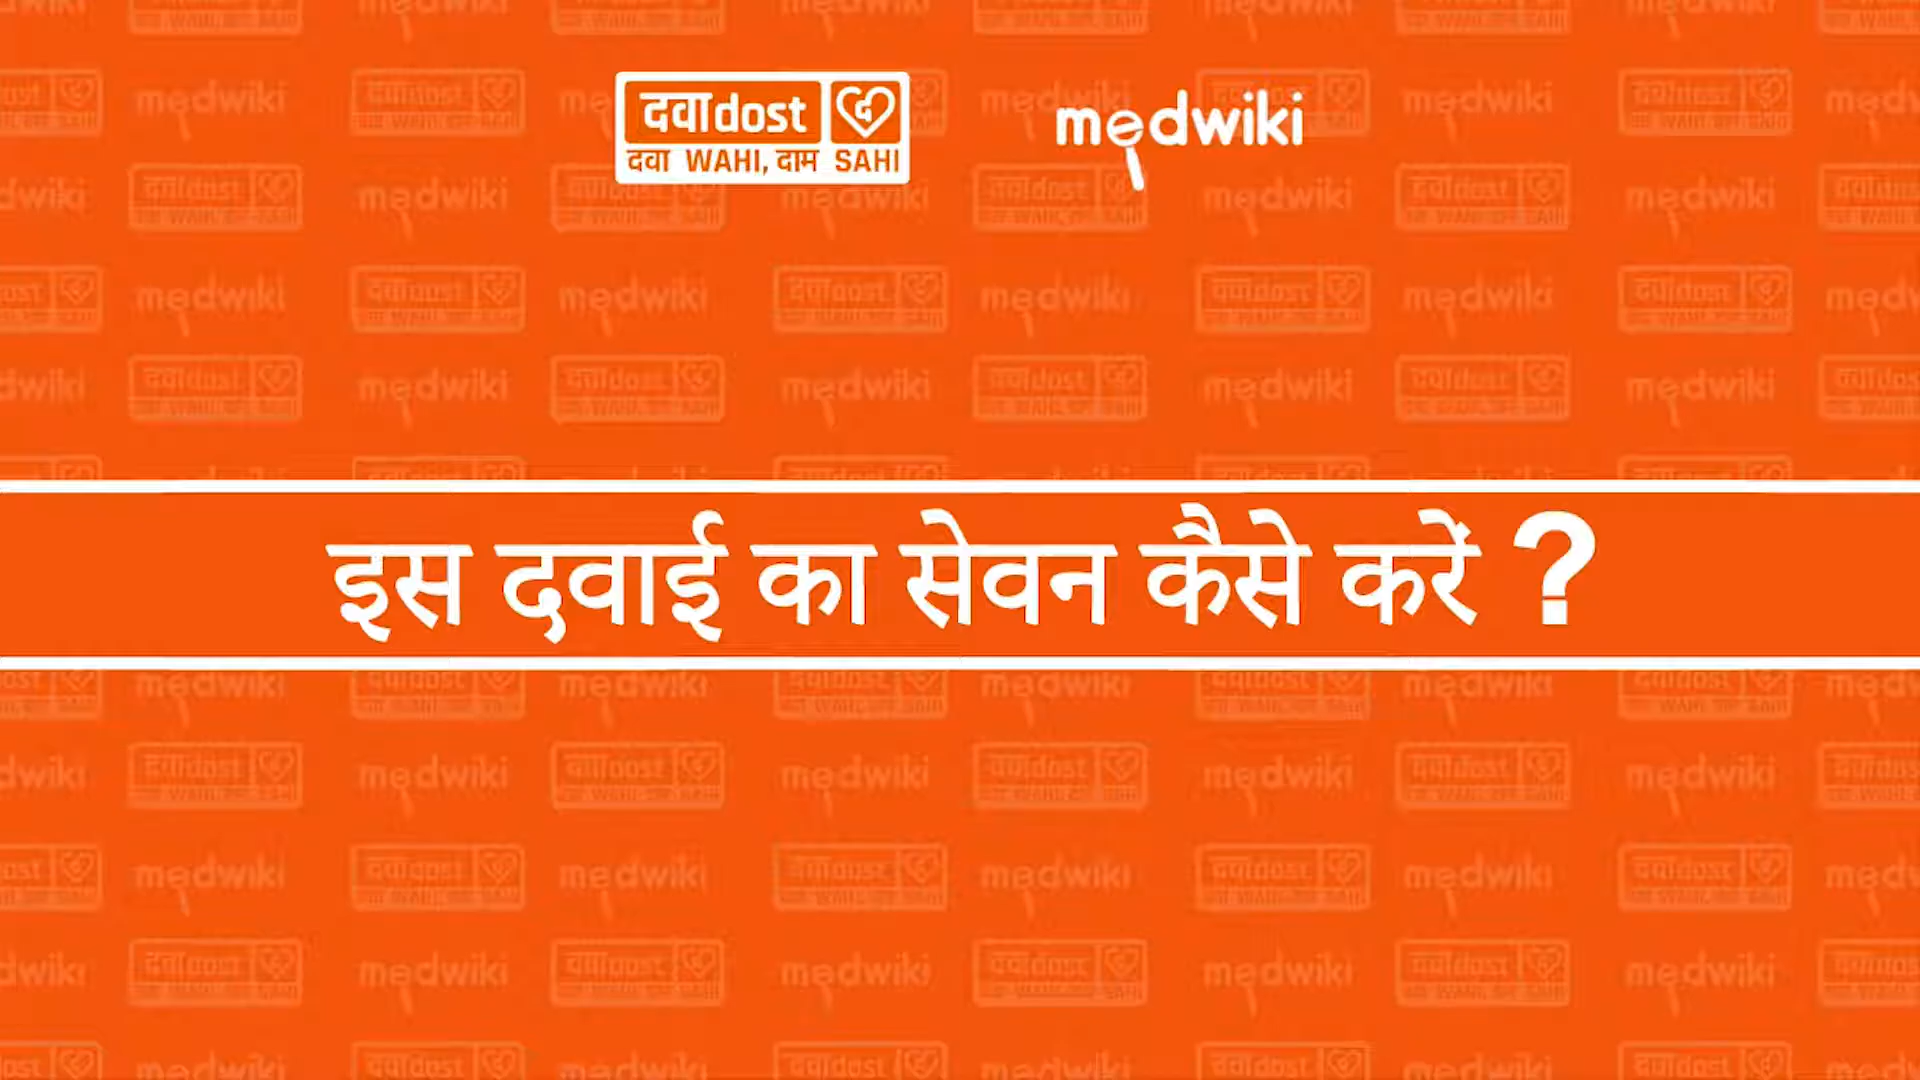 दवाdost
दवा WAHI, दाम SAHI
medwiki
इस दवाई का सेवन कैसे करें ?